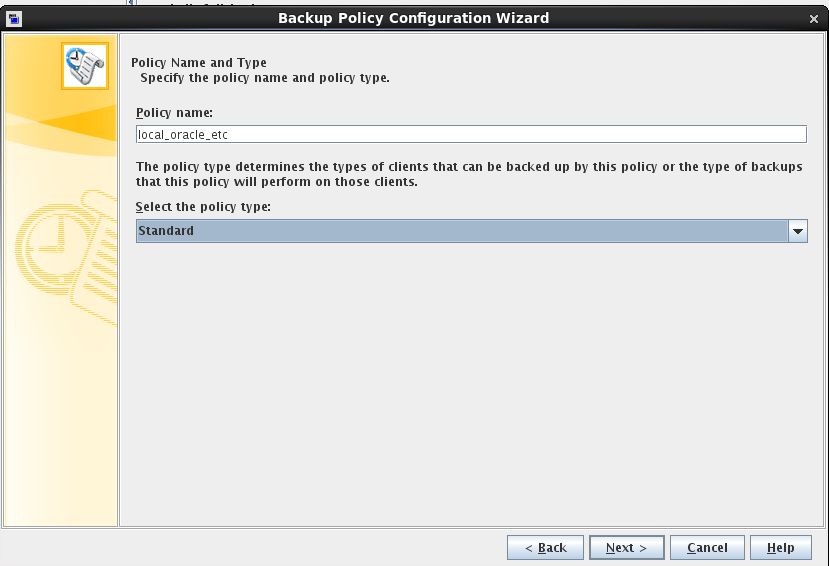 Backup Policy Configuration Wizard
Policy Name and Type
Specify the policy name and policy type.
Policy name:
local_oracle_etc
The policy type determines the types of clients that can be backed up by this policy or the type of backups
that this policy will perform on those clients.
Select the policy type:
Standard
< Back
Next >
Cancel
Help